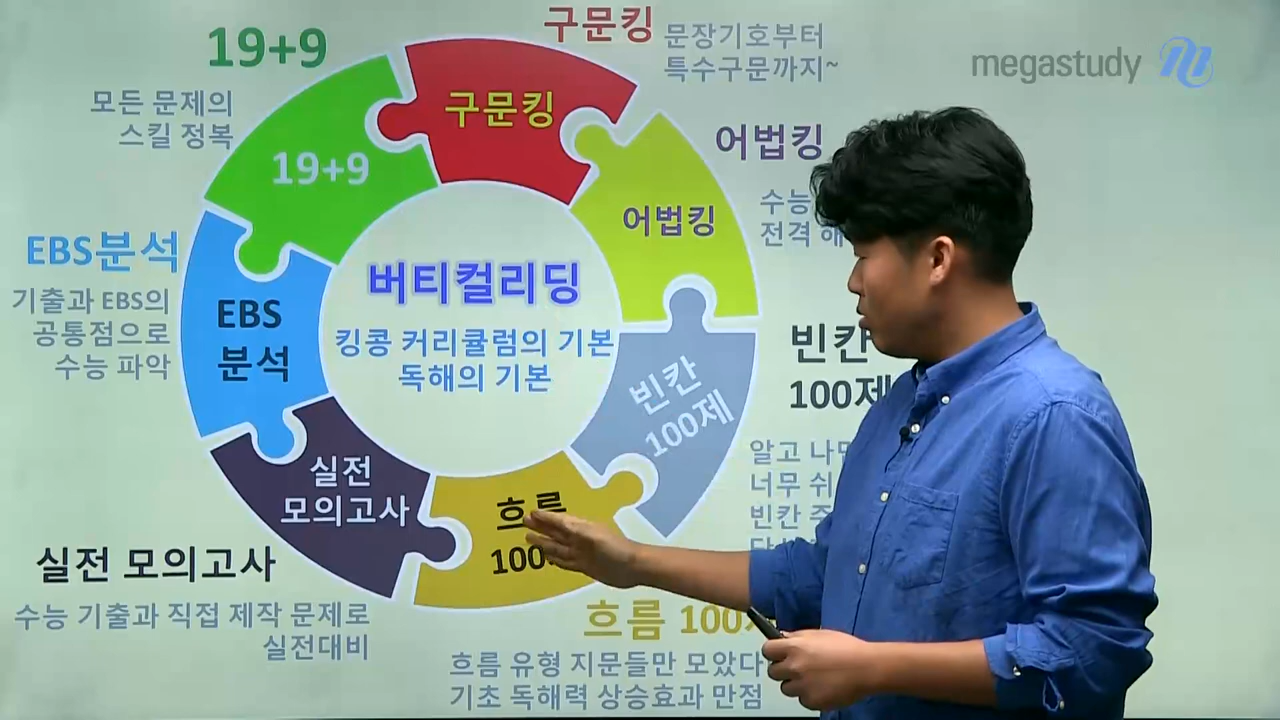 19+9
모든 문제의
스킬 정복
구문킹
문장기호부터
특수구문까지~
megastudy
구문킹
19+9
어법킹
수능
전격
어법킹
EBS분석
기출과 EBS의
공통점으로
수능 파악
EBS
분석
버티컬리딩
킹콩 커리큘럼의 기본
독해의 기본
빈칸
100제
빈칸
100제
알고
너무
빈칸
실전
모의고사
흐름
100
실전 모의고사
수능 기출과 직접 제작 문제로
실전대비
흐름 100
흐름 유형 지문들만 모았다
기초 독해력 상승효과 만점